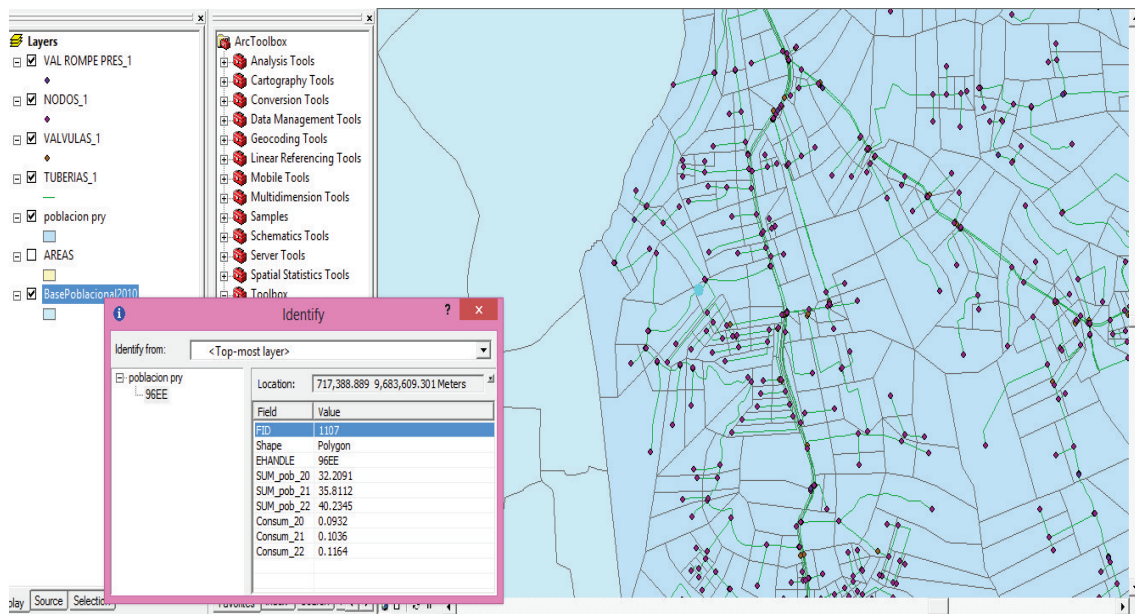 Layers
VAL ROMPE PRES_1
NODOS_1
VALVULAS_1
TUBERIAS_1
poblacion pry
AREAS
BasePoblacional2010
ArcToolbox
Analysis Tools
Cartography Tools
Conversion Tools
Data Management Tools
Geocoding Tools
Linear Referencing Tools
Mobile Tools
Multidimension Tools
Samples
Schematics Tools
Server Tools
Spatial Statistics Tools
Toolbox
Identify
Identify from: <Top-most layer>
poblacion pry
96EE
Location: 717,388.889 9,683,609.301 Meters
Field Value
FID 1107
Shape Polygon
EHANDLE 96EE
SUM_pob_20 32.2091
SUM_pob_21 35.8112
SUM_pob_22 40.2345
Consum_20 0.0932
Consum_21 0.1036
Consum_22 0.1164
play Source Selection